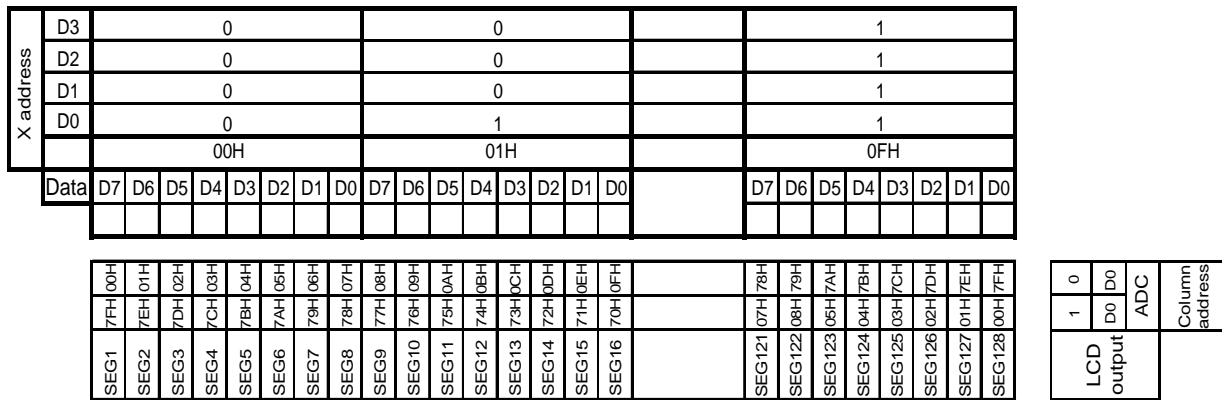 X address
D3 0 0 1
D2 0 0 1
D1 0 0 1
D0 0 1 1
00H 01H 0FH
Data D7 D6 D5 D4 D3 D2 D1 D0 D7 D6 D5 D4 D3 D2 D1 D0 D7 D6 D5 D4 D3 D2 D1 D0
00H 01H 02H 03H 04H 05H 06H 07H 08H 09H 0AH 0BH 0CH 0DH 0EH 0FH 78H 79H 7AH 7BH 7CH 7DH 7EH 7FH 0 D0 ADC Column address
7FH 7EH 7DH 7CH 7BH 7AH 79H 78H 77H 76H 75H 74H 73H 72H 71H 70H 07H 08H 05H 04H 03H 02H 01H 00H 1 D0
SEG1 SEG2 SEG3 SEG4 SEG5 SEG6 SEG7 SEG8 SEG9 SEG10 SEG11 SEG12 SEG13 SEG14 SEG15 SEG16 SEG121 SEG122 SEG123 SEG124 SEG125 SEG126 SEG127 SEG128 LCD output